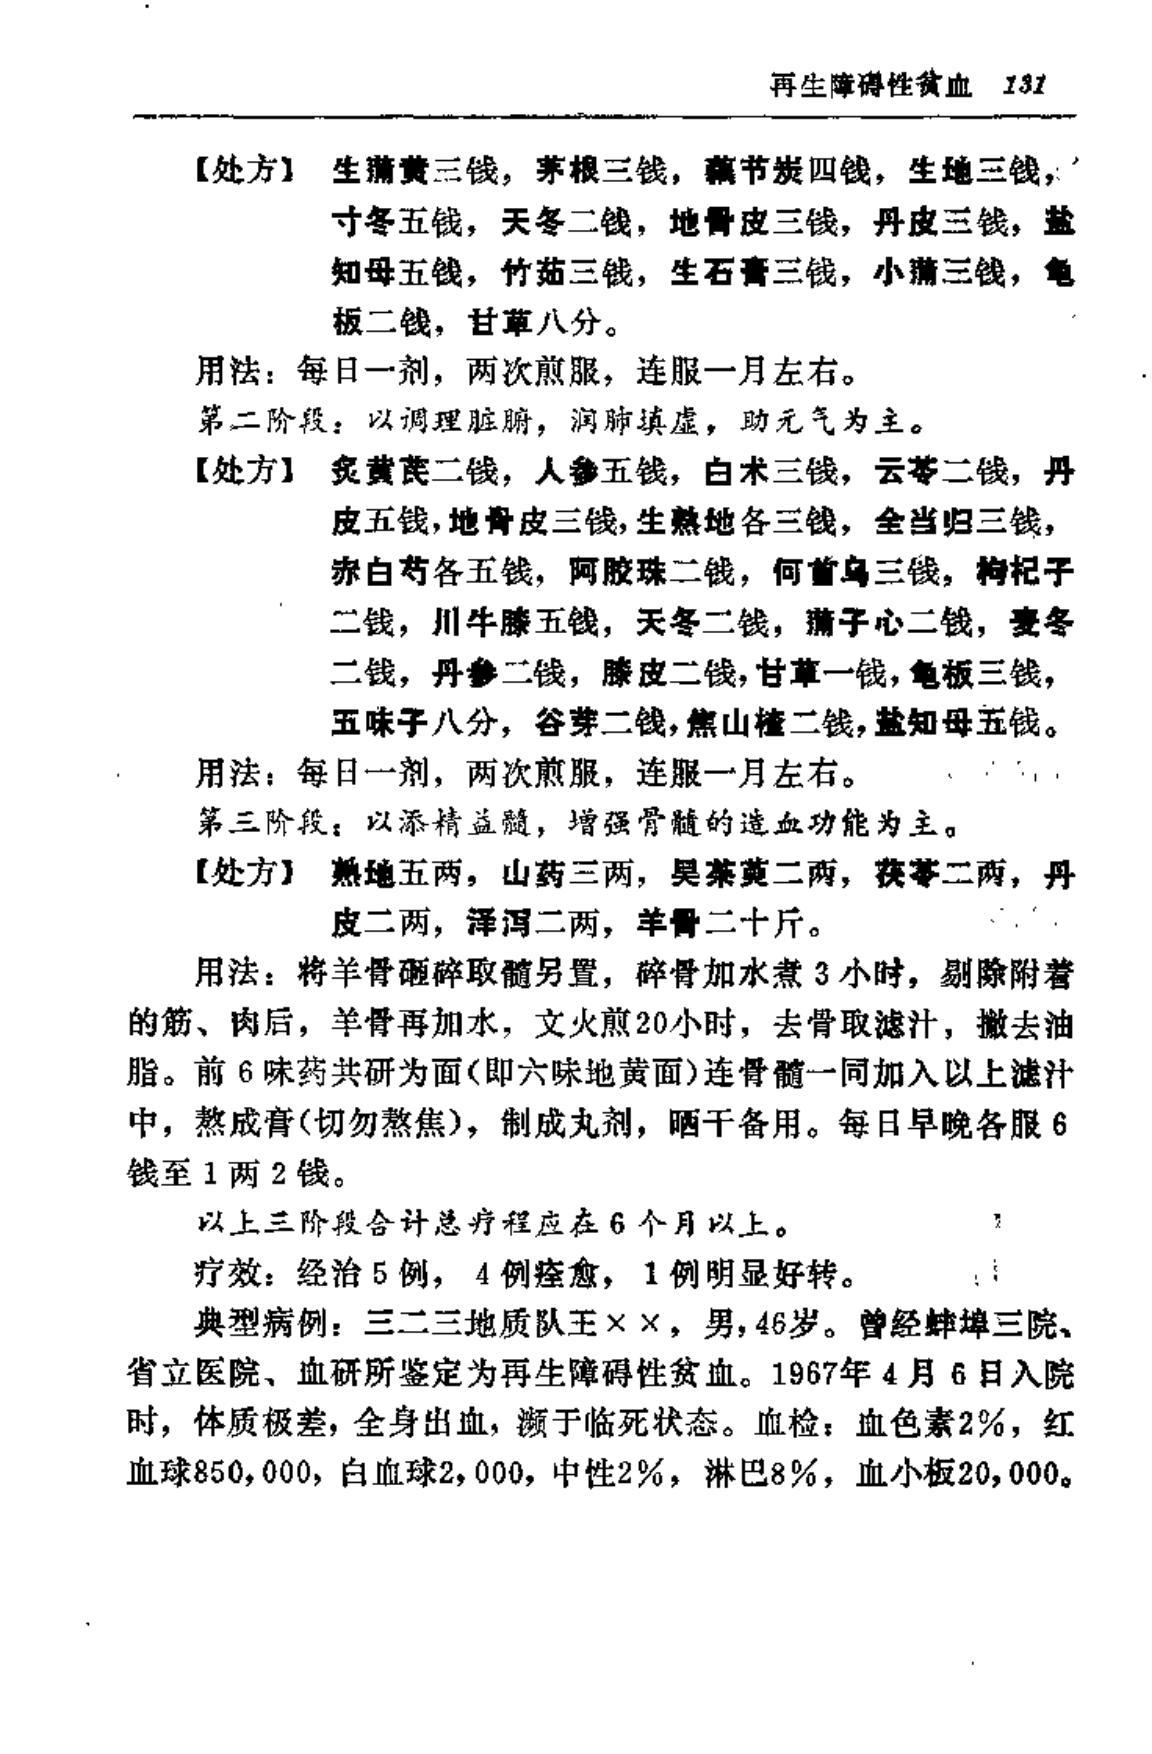 再生障碍性贫血 131
【处方】 生蒲黄三钱，茅根三钱，藕节炭四钱，生地三钱，
寸冬五钱，天冬二钱，地骨皮三钱，丹皮三钱，盐
知母五钱，竹茹三钱，生石膏三钱，小蒲三钱，龟
板二钱，甘草八分。
用法：每日一剂，两次煎服，连服一月左右。
第二阶段：以调理脏腑，润肺填虚，助元气为主。
【处方】 炙黄芪二钱，人参五钱，白术三钱，云苓二钱，丹
皮五钱，地骨皮三钱，生熟地各三钱，全当归三钱，
赤白芍各五钱，阿胶珠二钱，何首乌三钱，枸杞子
二钱，川牛膝五钱，天冬二钱，蒲子心二钱，麦冬
二钱，丹参二钱，膝皮二钱，甘草一钱，龟板三钱，
五味子八分，谷芽二钱，焦山楂二钱，盐知母五钱。
用法：每日一剂，两次煎服，连服一月左右。
第三阶段：以添精益髓，增强骨髓的造血功能为主。
【处方】 熟地五两，山药三两，吴茱萸二两，茯苓二两，丹
皮二两，泽泻二两，羊骨二十斤。
用法：将羊骨砸碎取髓另置，碎骨加水煮3小时，剔除附着
的筋、肉后，羊骨再加水，文火煎20小时，去骨取滤汁，撇去油
脂。前6味药共研为面(即六味地黄面)连骨髓一同加入以上滤汁
中，熬成膏(切勿熬焦)，制成丸剂，晒干备用。每日早晚各服6
钱至1两2钱。
以上三阶段合计总疗程应在6个月以上。
疗效：经治5例，4例痊愈，1例明显好转。
典型病例：三二三地质队王××，男，46岁。曾经蚌埠三院、
省立医院、血研所鉴定为再生障碍性贫血。1967年4月6日入院
时，体质极差，全身出血，濒于临死状态。血检：血色素2%，红
血球850,000，白血球2,000，中性2%，淋巴8%，血小板20,000。